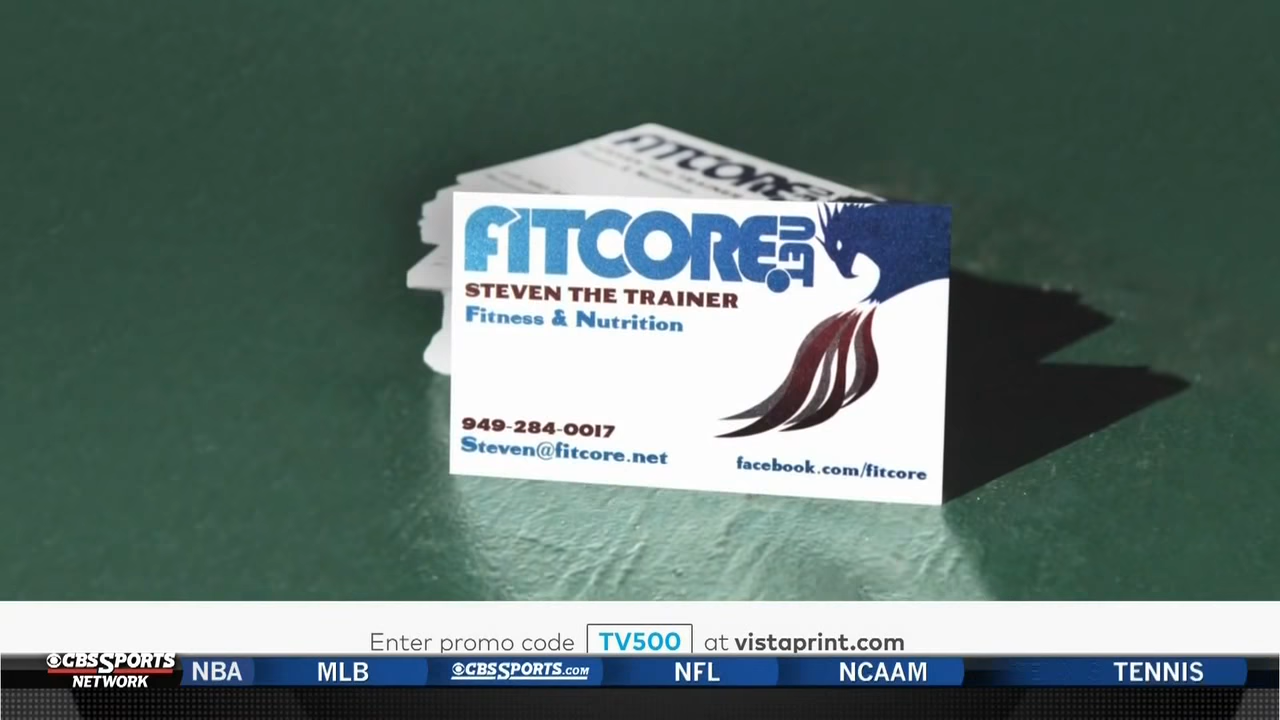 FITCORE
FITCORE.NET
STEVEN THE TRAINER
Fitness & Nutrition
949-284-0017
Steven@fitcore.net
facebook.com/fitcore
Enter promo code TV500 at vistaprint.com
CBS SPORTS NETWORK
NBA MLB CBSSPORTS.COM NFL NCAAM TENNIS